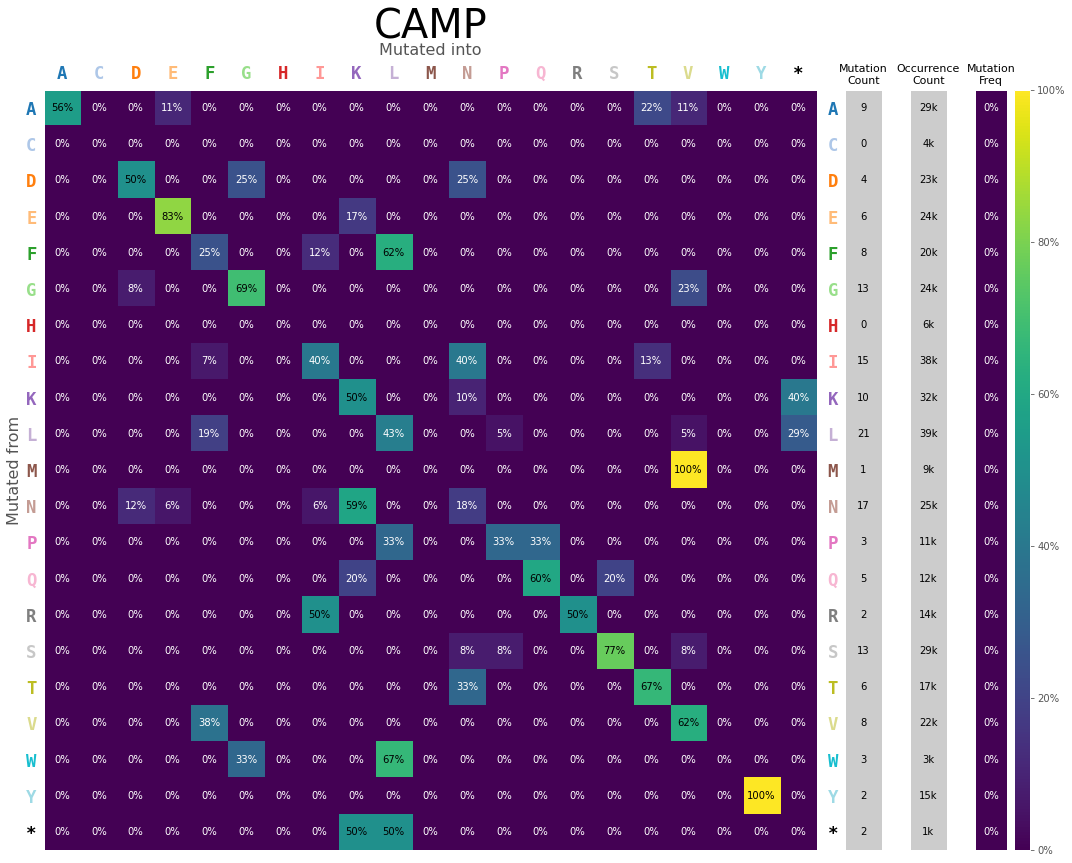 CAMP
Mutated into
A C D E F G H I K L M N P Q R S T V W Y * Mutation Count Occurrence Count Mutation Freq
A 56% 0% 0% 11% 0% 0% 0% 0% 0% 0% 0% 0% 0% 0% 0% 0% 22% 11% 0% 0% 0% A 9 29k 0% 100%
C 0% 0% 0% 0% 0% 0% 0% 0% 0% 0% 0% 0% 0% 0% 0% 0% 0% 0% 0% 0% 0% C 0 4k 0%
D 0% 0% 50% 0% 0% 25% 0% 0% 0% 0% 0% 25% 0% 0% 0% 0% 0% 0% 0% 0% 0% D 4 23k 0%
E 0% 0% 0% 83% 0% 0% 0% 0% 17% 0% 0% 0% 0% 0% 0% 0% 0% 0% 0% 0% 0% E 6 24k 0%
F 0% 0% 0% 0% 25% 0% 0% 12% 0% 62% 0% 0% 0% 0% 0% 0% 0% 0% 0% 0% 0% F 8 20k 0% 80%
G 0% 0% 8% 0% 0% 69% 0% 0% 0% 0% 0% 0% 0% 0% 0% 0% 0% 23% 0% 0% 0% G 13 24k 0%
H 0% 0% 0% 0% 0% 0% 0% 0% 0% 0% 0% 0% 0% 0% 0% 0% 0% 0% 0% 0% 0% H 0 6k 0%
I 0% 0% 0% 0% 7% 0% 0% 40% 0% 0% 0% 40% 0% 0% 0% 0% 13% 0% 0% 0% 0% I 15 38k 0%
K 0% 0% 0% 0% 0% 0% 0% 0% 50% 0% 0% 10% 0% 0% 0% 0% 0% 0% 0% 0% 40% K 10 32k 0% 60%
L 0% 0% 0% 0% 19% 0% 0% 0% 0% 43% 0% 0% 5% 0% 0% 0% 0% 5% 0% 0% 29% L 21 39k 0%
Mutated from
M 0% 0% 0% 0% 0% 0% 0% 0% 0% 0% 0% 0% 0% 0% 0% 0% 0% 100% 0% 0% 0% M 1 9k 0%
N 0% 0% 12% 6% 0% 0% 0% 6% 59% 0% 0% 18% 0% 0% 0% 0% 0% 0% 0% 0% 0% N 17 25k 0%
P 0% 0% 0% 0% 0% 0% 0% 0% 0% 33% 0% 0% 33% 33% 0% 0% 0% 0% 0% 0% 0% P 3 11k 0% 40%
Q 0% 0% 0% 0% 0% 0% 0% 0% 20% 0% 0% 0% 0% 60% 0% 20% 0% 0% 0% 0% 0% Q 5 12k 0%
R 0% 0% 0% 0% 0% 0% 0% 50% 0% 0% 0% 0% 0% 0% 50% 0% 0% 0% 0% 0% 0% R 2 14k 0%
S 0% 0% 0% 0% 0% 0% 0% 0% 0% 0% 0% 8% 8% 0% 0% 77% 0% 8% 0% 0% 0% S 13 29k 0%
T 0% 0% 0% 0% 0% 0% 0% 0% 0% 0% 0% 33% 0% 0% 0% 0% 67% 0% 0% 0% 0% T 6 17k 0% 20%
V 0% 0% 0% 0% 38% 0% 0% 0% 0% 0% 0% 0% 0% 0% 0% 0% 0% 62% 0% 0% 0% V 8 22k 0%
W 0% 0% 0% 0% 0% 33% 0% 0% 0% 67% 0% 0% 0% 0% 0% 0% 0% 0% 0% 0% 0% W 3 3k 0%
Y 0% 0% 0% 0% 0% 0% 0% 0% 0% 0% 0% 0% 0% 0% 0% 0% 0% 0% 0% 100% 0% Y 2 15k 0%
* 0% 0% 0% 0% 0% 0% 0% 0% 50% 50% 0% 0% 0% 0% 0% 0% 0% 0% 0% 0% 0% * 2 1k 0% 0%